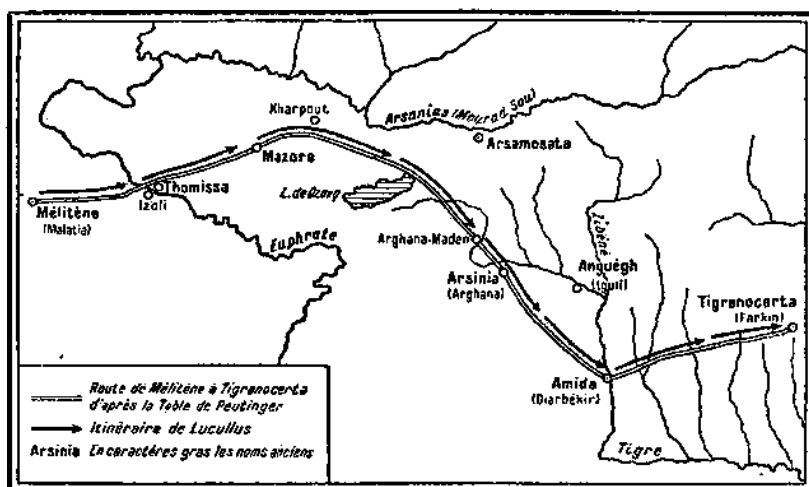 Kharpout
Arsanias (Mourad Sou)
Arsamosata
Mazara
Thomissa
Izoli
L. de
Mélitène
(Malatia)
Euphrate
Arghana-Maden
Arsinia
(Arghana)
Anguégh
Tigranocerta
(Farkin)
Amida
(Diarbékir)
Tigre
Route de Mélitène à Tigranocerta
d'après la Table de Peutinger
Itinéraire de Lucullus
Arsinia En caractères gras les noms anciens